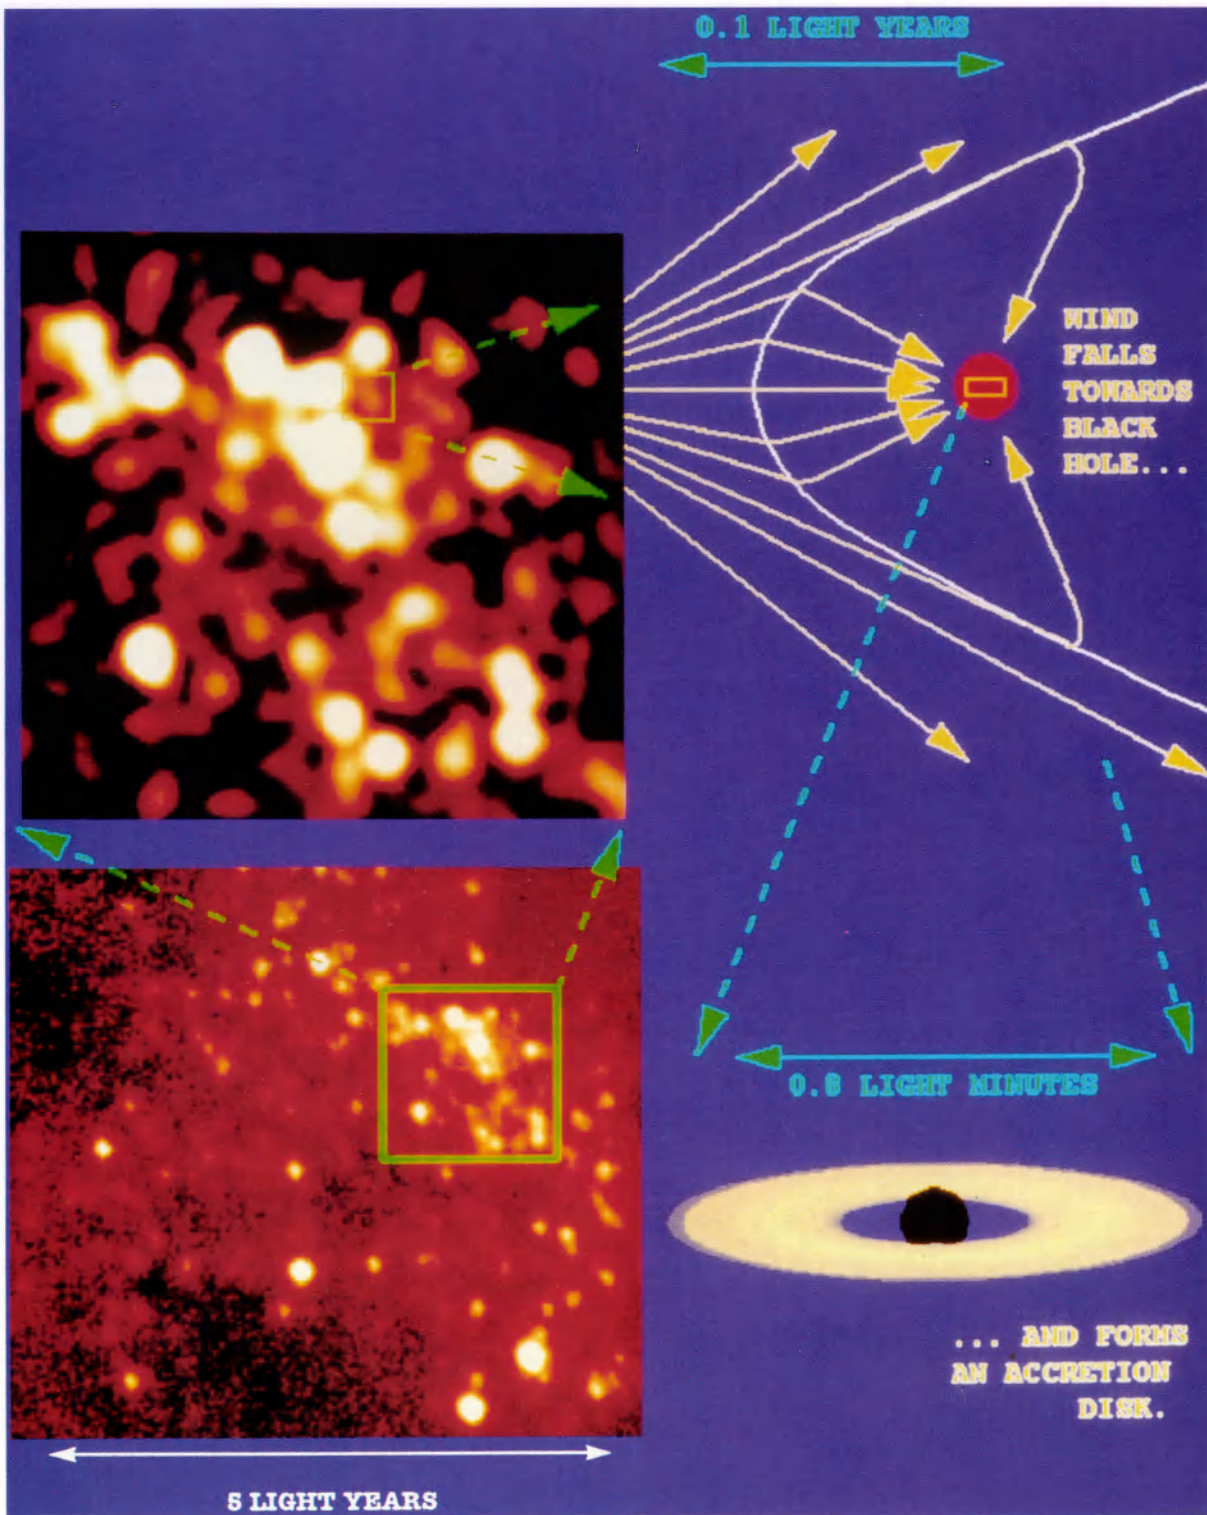 0.1 LIGHT YEARS
WIND
FALLS
TOWARDS
BLACK
HOLE...
0.8 LIGHT MINUTES
... AND FORMS
AN ACCRETION
DISK.
5 LIGHT YEARS